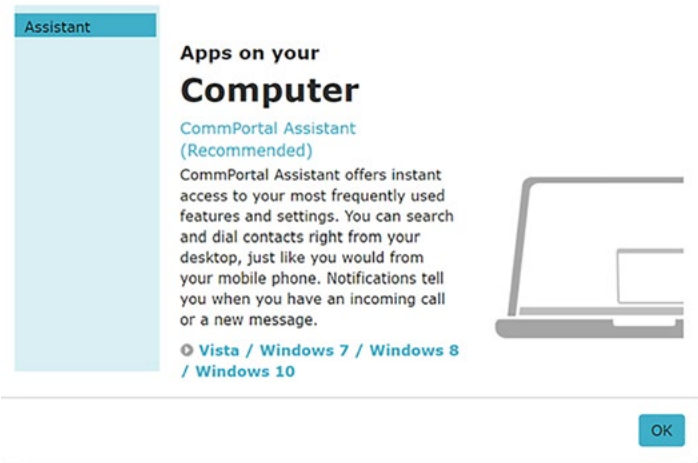 Assistant
Apps on your
Computer
CommPortal Assistant
(Recommended)
CommPortal Assistant offers instant
access to your most frequently used
features and settings. You can search
and dial contacts right from your
desktop, just like you would from
your mobile phone. Notifications tell
you when you have an incoming call
or a new message.
Vista / Windows 7 / Windows 8
/ Windows 10
OK